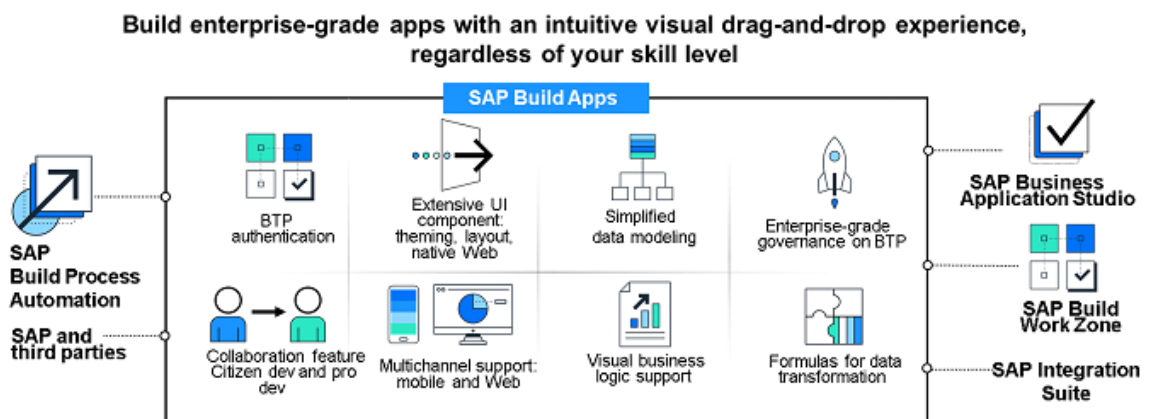 Build enterprise-grade apps with an intuitive visual drag-and-drop experience,
regardless of your skill level
SAP Build Apps
SAP
Build Process
Automation
SAP and
third parties
BTP
authentication
Extensive UI
component:
theming, layout,
native Web
Simplified
data modeling
Enterprise-grade
governance on BTP
Collaboration feature
Citizen dev and pro
dev
Multichannel support:
mobile and Web
Visual business
logic support
Formulas for data
transformation
SAP Business
Application Studio
SAP Build
Work Zone
SAP Integration
Suite